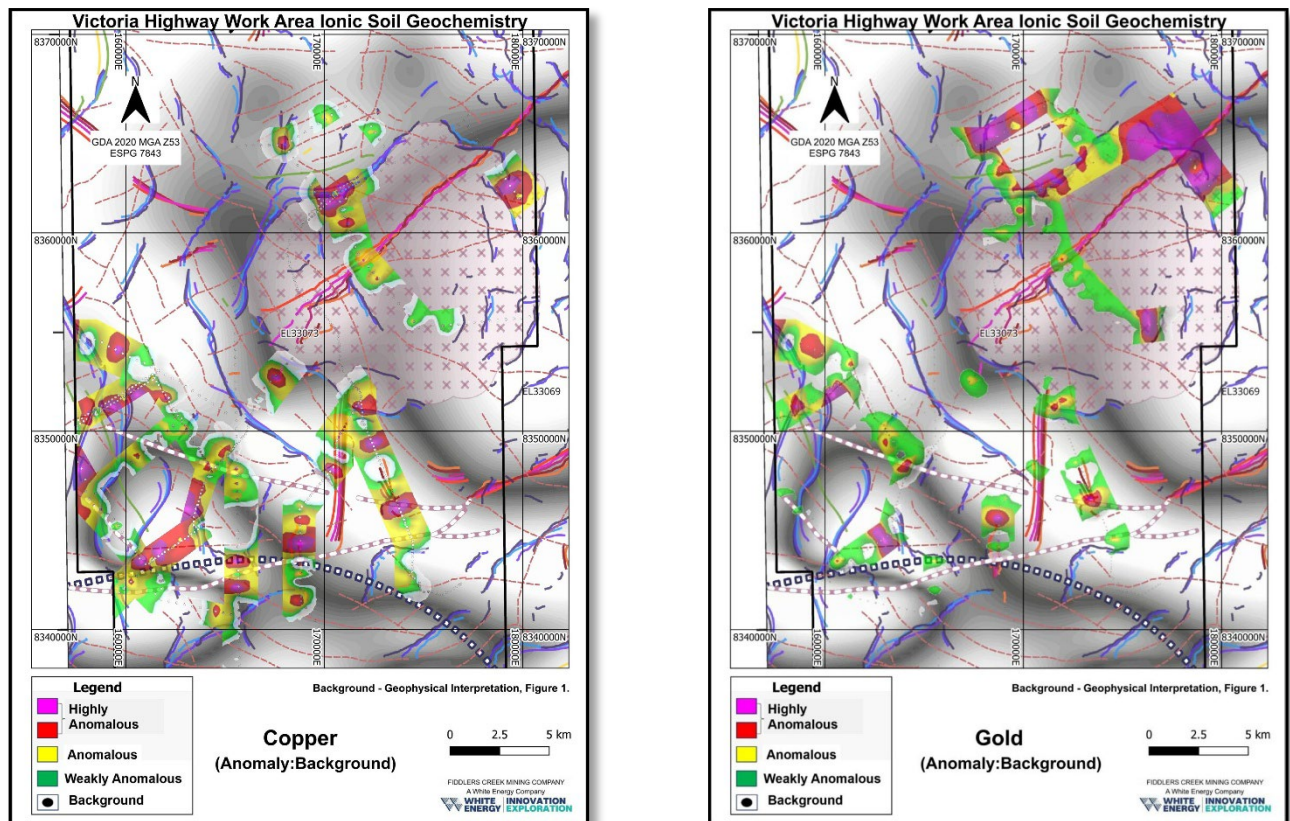 Victoria Highway Work Area Ionic Soil Geochemistry
8370000N
160000E
170000E
180000E
8370000N
N
GDA 2020 MGA Z53
ESPG 7843
8360000N
8360000N
EL33073
EL33069
8350000N
8350000N
8340000N
160000E
170000E
180000E
8340000N
Legend
Highly
Anomalous
Anomalous
Weakly Anomalous
Background
Background - Geophysical Interpretation, Figure 1.
Copper
(Anomaly:Background)
0 2.5 5 km
FIDDLERS CREEK MINING COMPANY
A White Energy Company
WHITE ENERGY INNOVATION EXPLORATION
Victoria Highway Work Area Ionic Soil Geochemistry
8370000N
160000E
170000E
180000E
8370000N
N
GDA 2020 MGA Z53
ESPG 7843
8360000N
8360000N
EL33073
EL33069
8350000N
8350000N
8340000N
160000E
170000E
180000E
8340000N
Legend
Highly
Anomalous
Anomalous
Weakly Anomalous
Background
Background - Geophysical Interpretation, Figure 1.
Gold
(Anomaly:Background)
0 2.5 5 km
FIDDLERS CREEK MINING COMPANY
A White Energy Company
WHITE ENERGY INNOVATION EXPLORATION